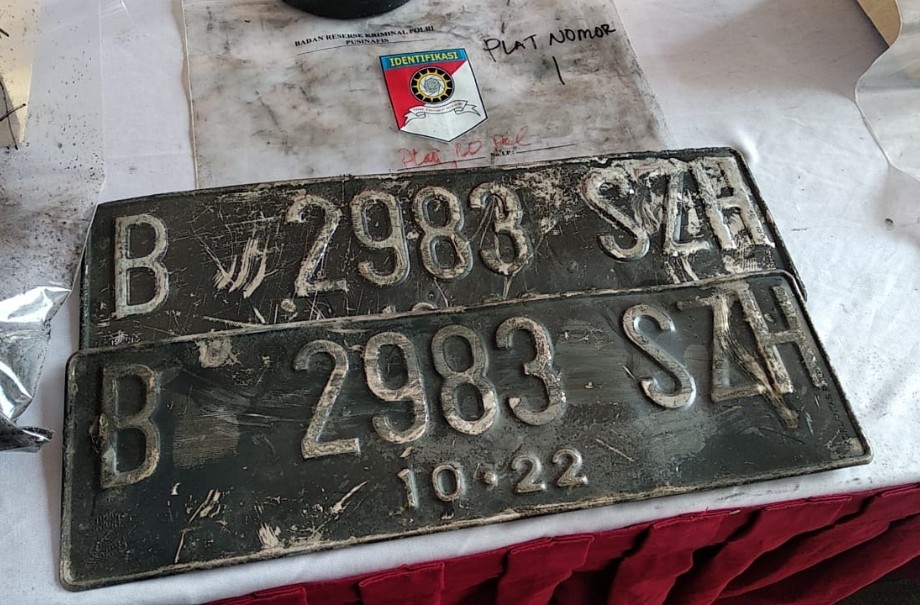 BADAN RESERSE KRIMINAL POLRI
PUSINAFIS
IDENTIFIKASI
PLAT NOMOR
1
B 2983 SZH
B 2983 SZH
10·22